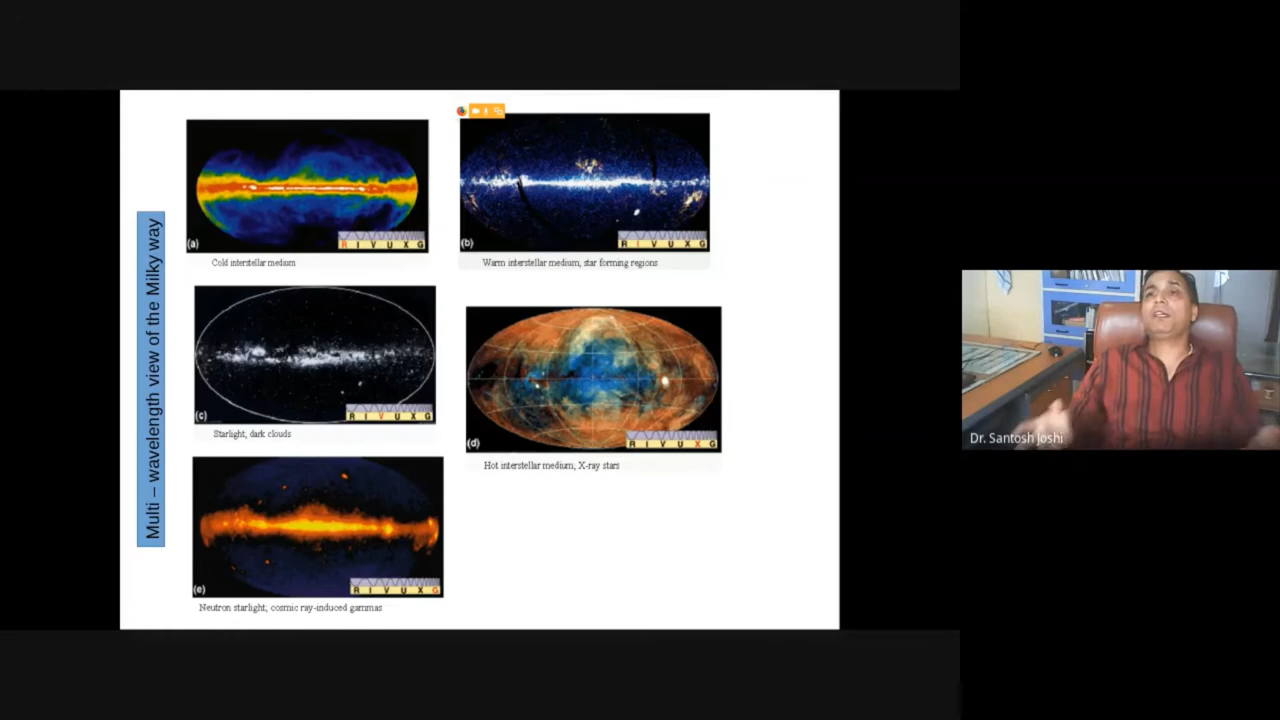 Multi – wavelength view of the Milky way
(a)
R I V U X G
Cold interstellar medium
(b)
R I V U X G
Warm interstellar medium, star forming regions
(c)
R I V U X G
Starlight, dark clouds
(d)
R I V U X G
Hot interstellar medium, X-ray stars
(e)
R I V U X G
Neutron starlight, cosmic ray-induced gammas
Dr. Santosh Joshi